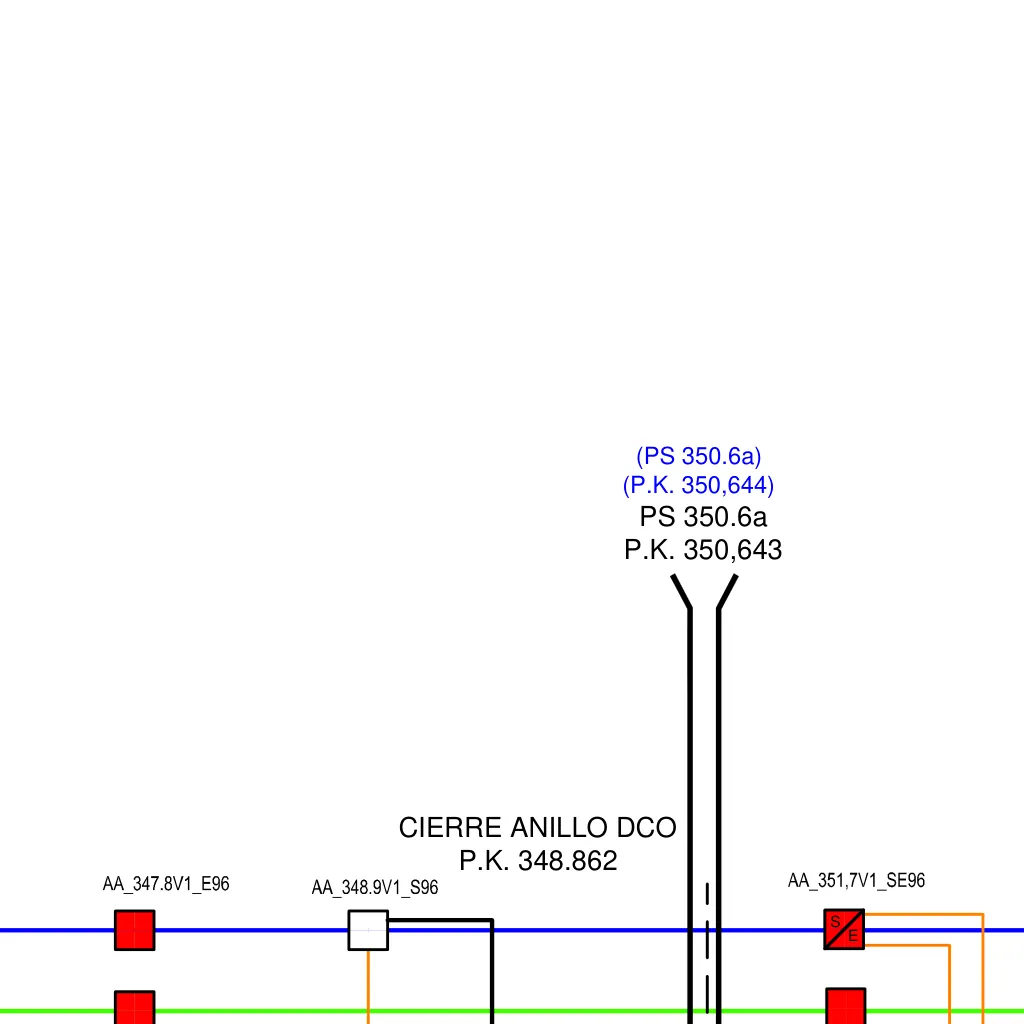 (PS 350.6a)
(P.K. 350,644)
PS 350.6a
P.K. 350,643
CIERRE ANILLO DCO
P.K. 348.862
AA_347.8V1_E96
AA_348.9V1_S96
AA_351,7V1_SE96
S
E